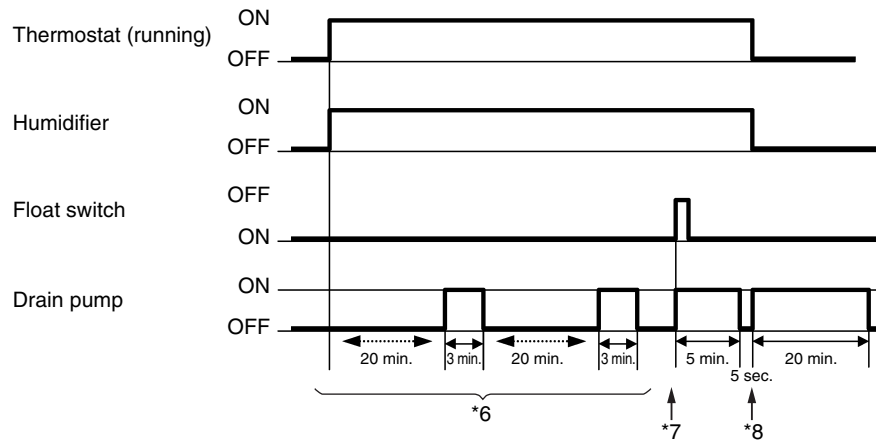 ON
Thermostat (running)
OFF
ON
Humidifier
OFF
OFF
Float switch
ON
ON
Drain pump
OFF
20 min. 3 min. 20 min. 3 min. 5 min. 20 min.
5 sec.
*6 *7 *8